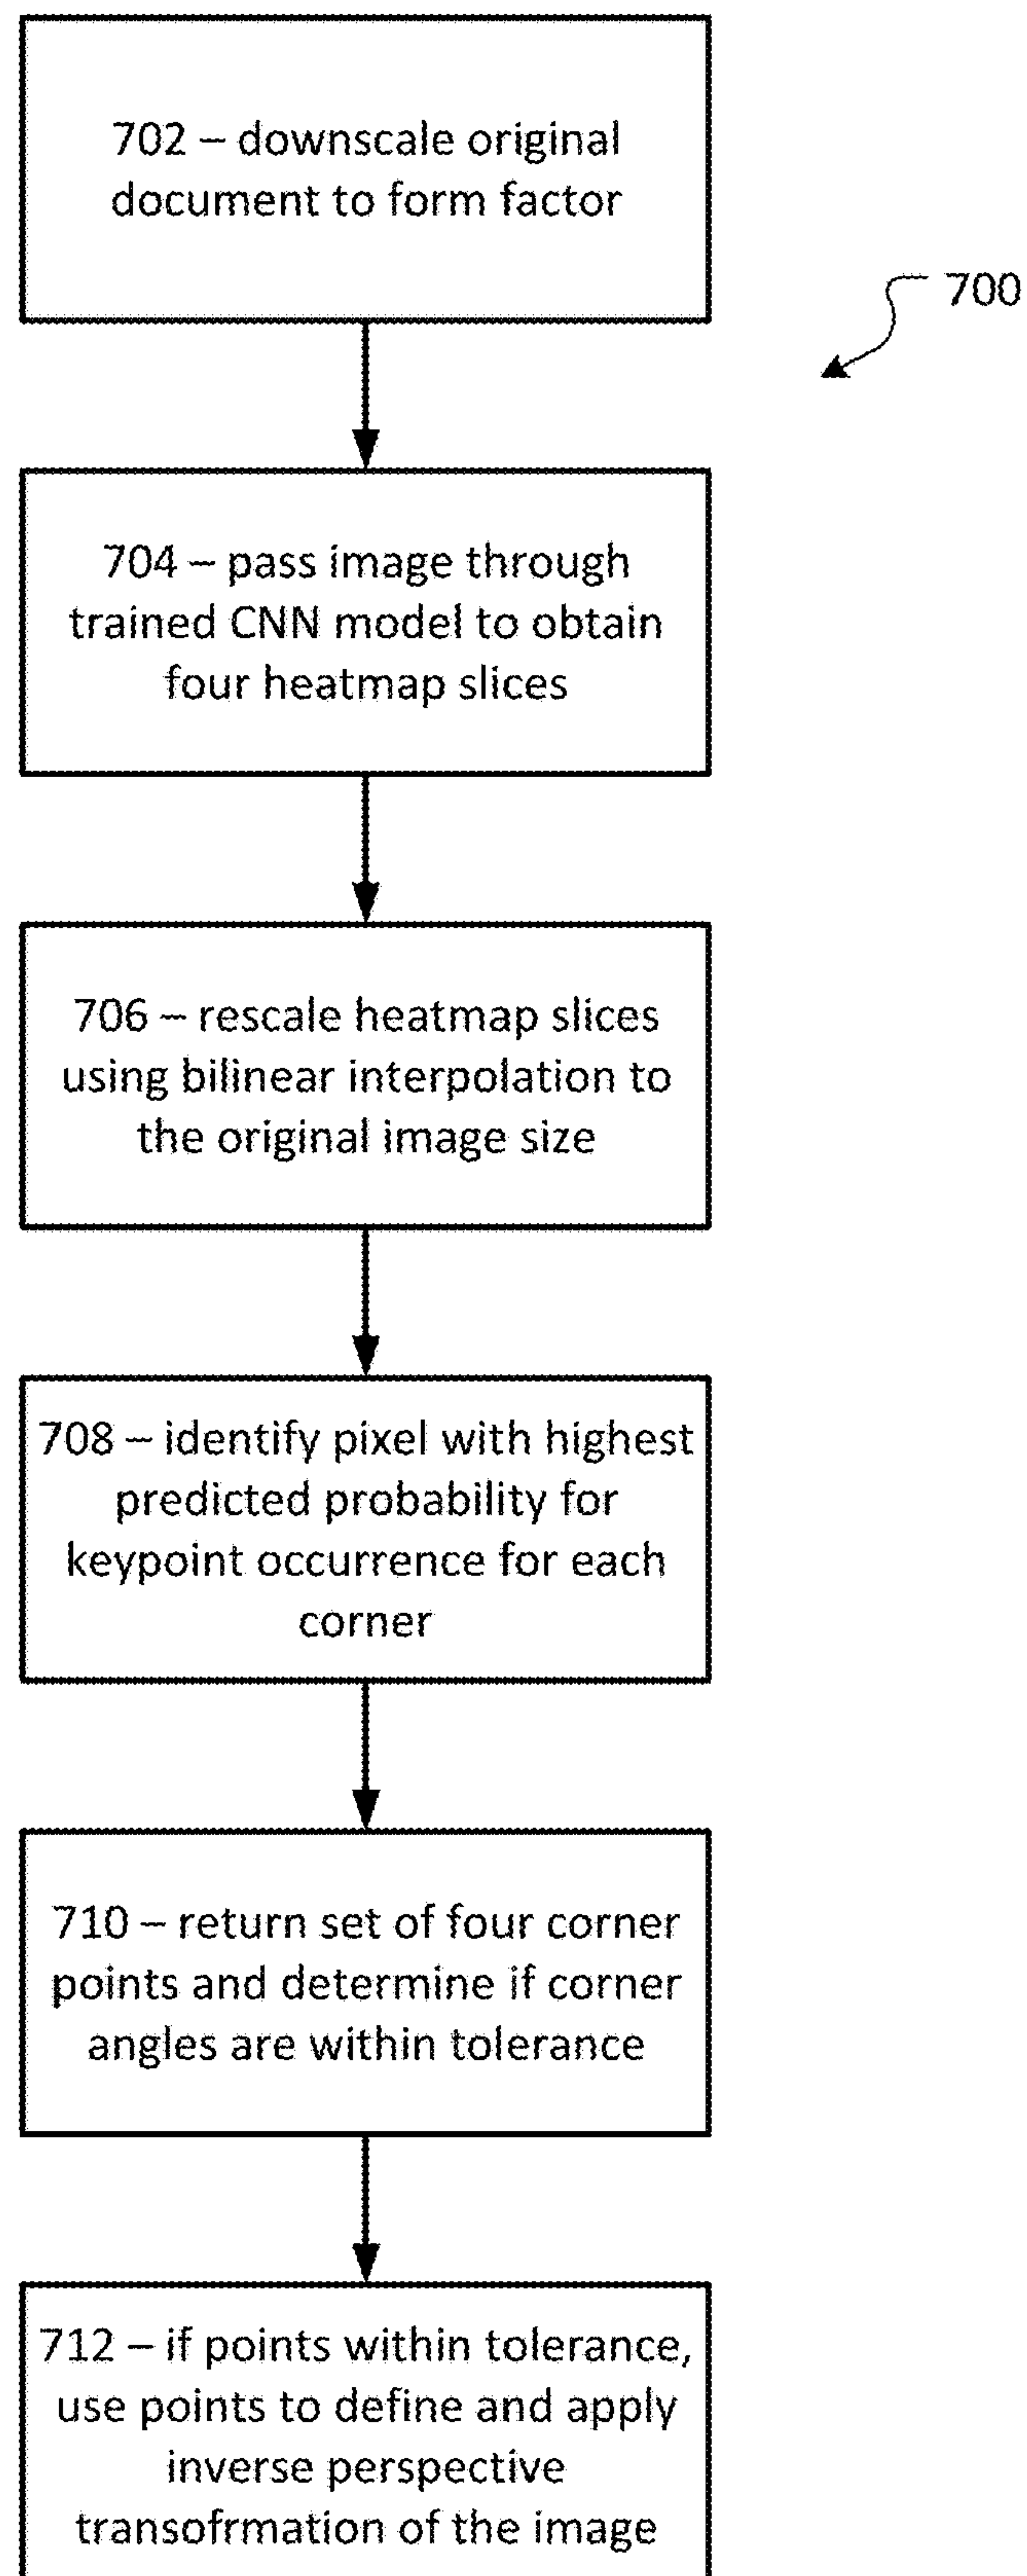 702 – downscale original
document to form factor
700
704 – pass image through
trained CNN model to obtain
four heatmap slices
706 – rescale heatmap slices
using bilinear interpolation to
the original image size
708 – identify pixel with highest
predicted probability for
keypoint occurrence for each
corner
710 – return set of four corner
points and determine if corner
angles are within tolerance
712 – if points within tolerance,
use points to define and apply
inverse perspective
transofrmation of the image